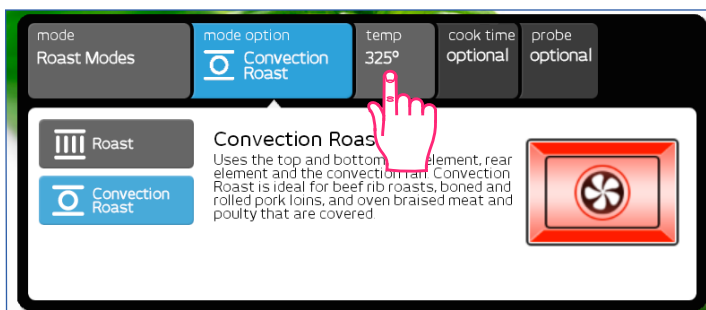 mode
Roast Modes
mode option
Convection
Roast
temp
325°
cook time
optional
probe
optional
Roast
Convection
Roast
Convection Roas
Uses the top and bottom element, rear
element and the convection fan. Convection
Roast is ideal for beef rib roasts, boned and
rolled pork loins, and oven braised meat and
poulty that are covered.